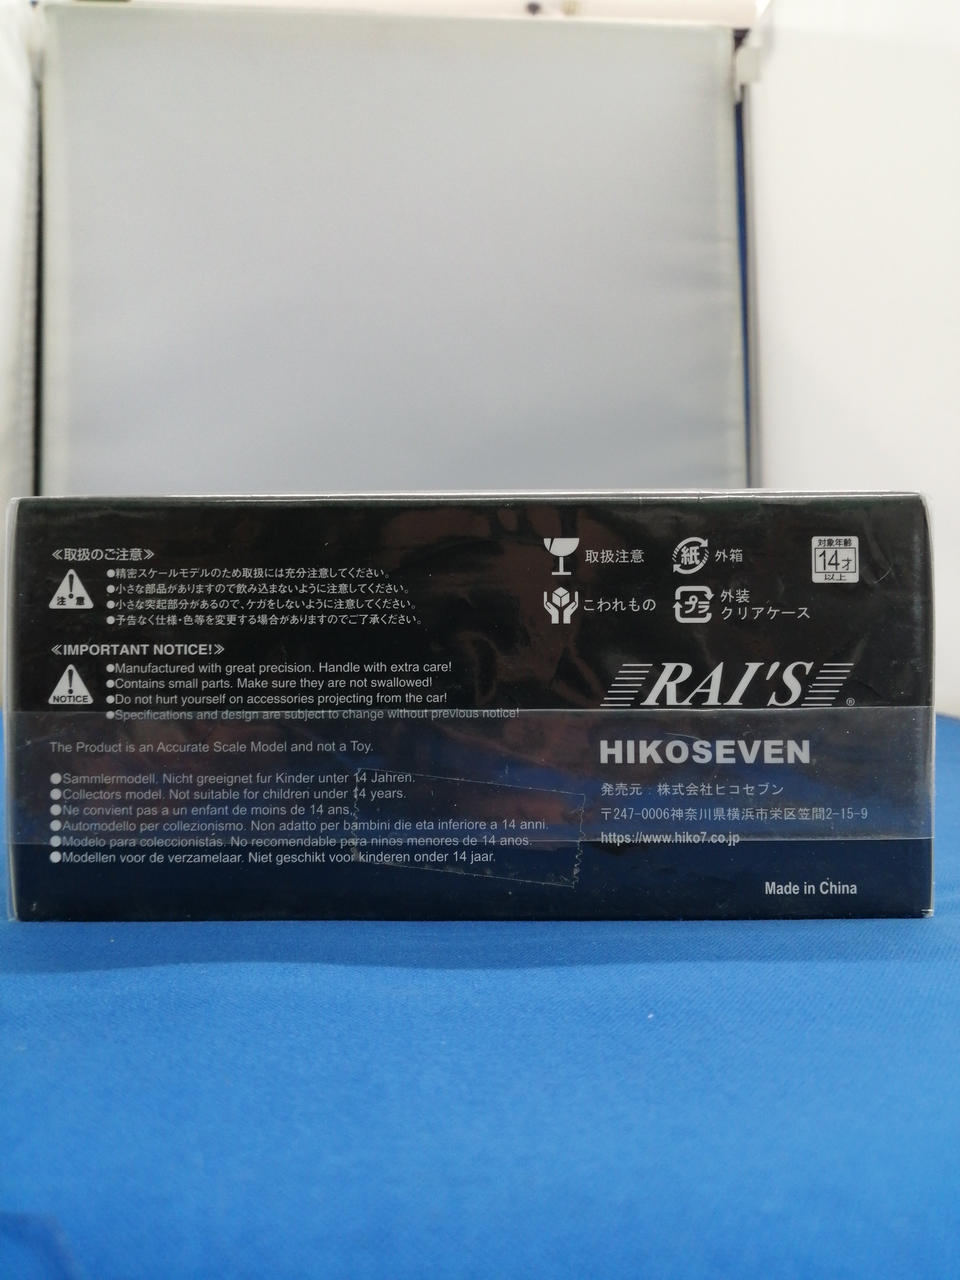 ≪取扱のご注意≫
注意
●精密スケールモデルのため取扱には充分注意してください。
●小さな部品がありますので飲み込まないように注意してください。
●小さな突起部分があるので、ケガをしないように注意してください。
●予告なく仕様・色等を変更する場合がありますのでご了承ください。
≪IMPORTANT NOTICE!≫
NOTICE
●Manufactured with great precision. Handle with extra care!
●Contains small parts. Make sure they are not swallowed!
●Do not hurt yourself on accessories projecting from the car!
●Specifications and design are subject to change without previous notice!
The Product is an Accurate Scale Model and not a Toy.
●Sammlermodell. Nicht greeignet fur Kinder unter 14 Jahren.
●Collectors model. Not suitable for children under 14 years.
●Ne convient pas a un enfant de moins de 14 ans.
●Automodello per collezionismo. Non adatto per bambini die eta inferiore a 14 anni.
●Modelo para coleccionistas. No recomendable para ninos menores de 14 anos.
●Modellen voor de verzamelaar. Niet geschikt voor kinderen onder 14 jaar.
取扱注意
紙 外箱
対象年齢
14才
以上
こわれもの
プラ 外装
クリアケース
RAI'S®
HIKOSEVEN
発売元：株式会社ヒコセブン
〒247-0006神奈川県横浜市栄区笠間2-15-9
https://www.hiko7.co.jp
Made in China